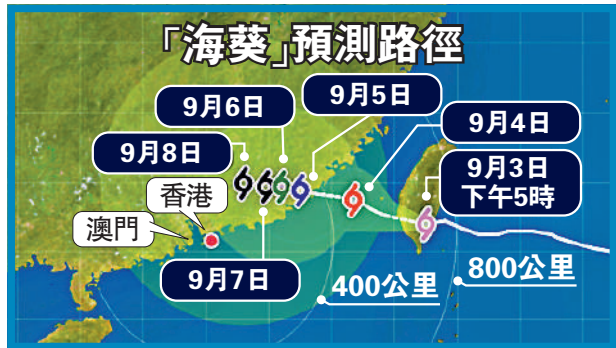 「海葵」預測路徑
9月6日
9月5日
9月4日
9月8日
9月3日
下午5時
香港
澳門
9月7日
400公里
800公里